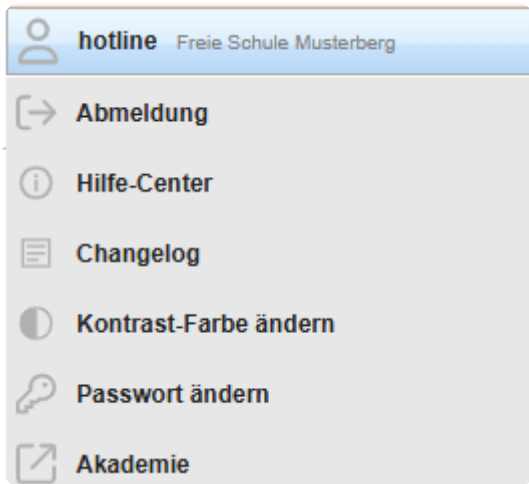 hotline Freie Schule Musterberg
Abmeldung
Hilfe-Center
Changelog
Kontrast-Farbe ändern
Passwort ändern
Akademie